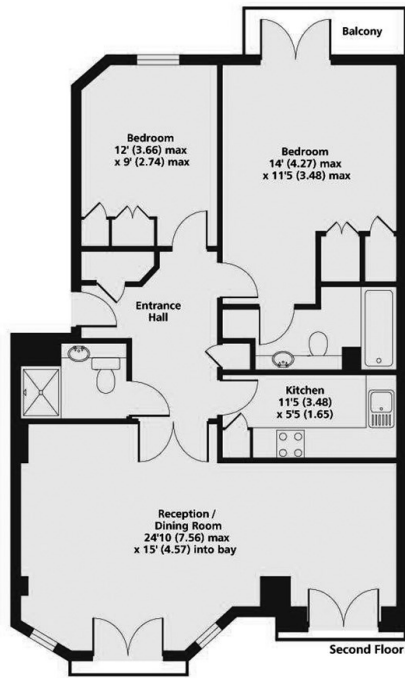 Balcony
Bedroom
12' (3.66) max
x 9' (2.74) max
Bedroom
14' (4.27) max
x 11'5 (3.48) max
Entrance
Hall
Kitchen
11'5 (3.48)
x 5'5 (1.65)
Reception /
Dining Room
24'10 (7.56) max
x 15' (4.57) into bay
Second Floor